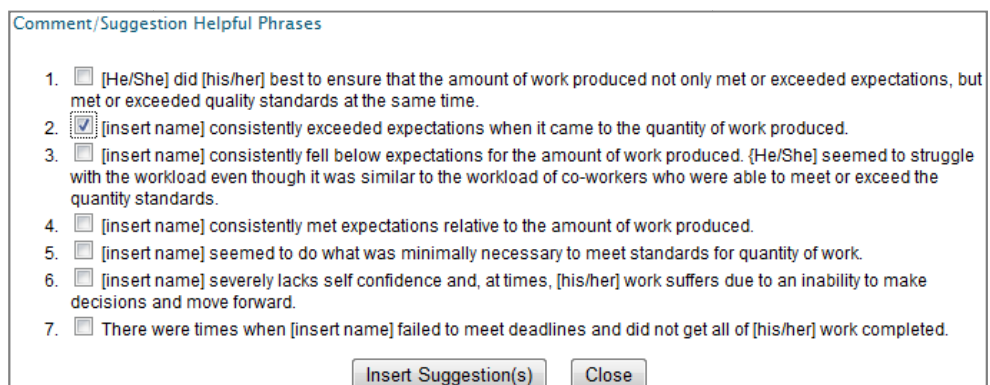 Comment/Suggestion Helpful Phrases
1. [He/She] did [his/her] best to ensure that the amount of work produced not only met or exceeded expectations, but
met or exceeded quality standards at the same time.
2. [insert name] consistently exceeded expectations when it came to the quantity of work produced.
3. [insert name] consistently fell below expectations for the amount of work produced. {He/She] seemed to struggle
with the workload even though it was similar to the workload of co-workers who were able to meet or exceed the
quantity standards.
4. [insert name] consistently met expectations relative to the amount of work produced.
5. [insert name] seemed to do what was minimally necessary to meet standards for quantity of work.
6. [insert name] severely lacks self confidence and, at times, [his/her] work suffers due to an inability to make
decisions and move forward.
7. There were times when [insert name] failed to meet deadlines and did not get all of [his/her] work completed.
Insert Suggestion(s) Close